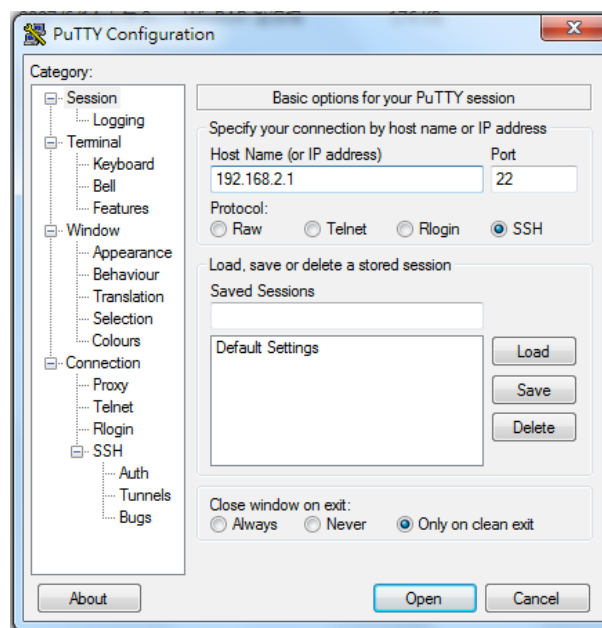 PuTTY Configuration
Category:
Session
Logging
Terminal
Keyboard
Bell
Features
Window
Appearance
Behaviour
Translation
Selection
Colours
Connection
Proxy
Telnet
Rlogin
SSH
Auth
Tunnels
Bugs
Basic options for your PuTTY session
Specify your connection by host name or IP address
Host Name (or IP address) Port
192.168.2.1 22
Protocol:
Raw Telnet Rlogin SSH
Load, save or delete a stored session
Saved Sessions
Default Settings
Load
Save
Delete
Close window on exit:
Always Never Only on clean exit
About Open Cancel